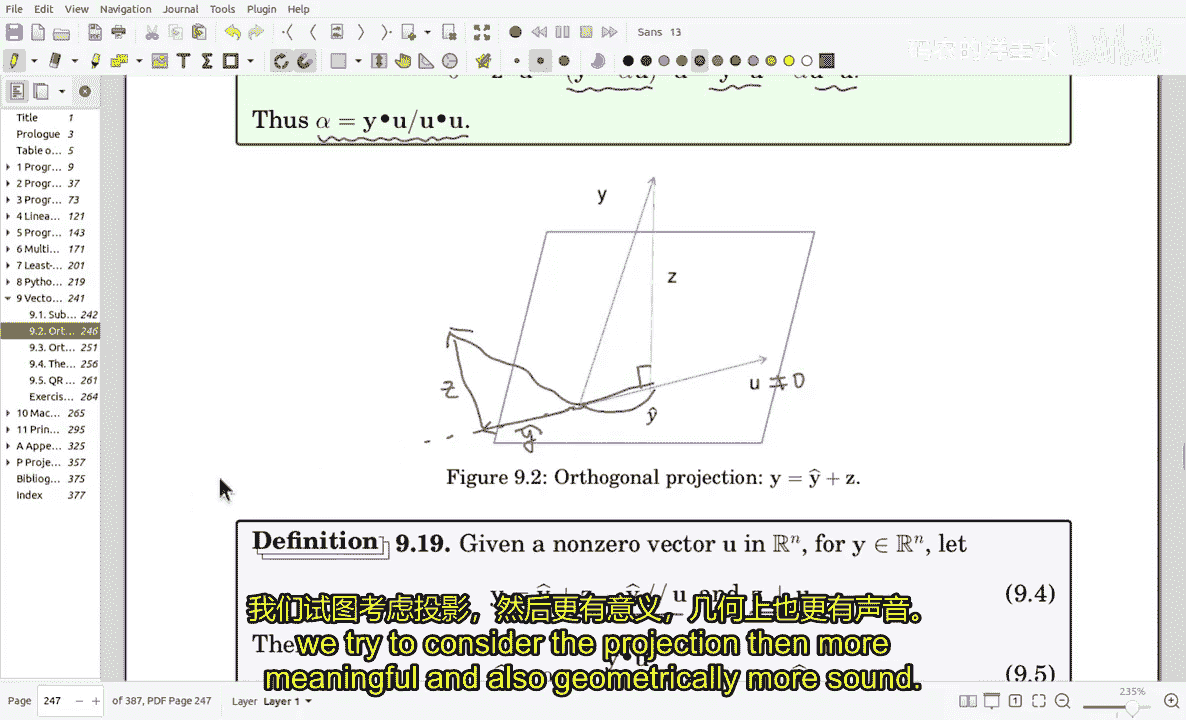 File Edit View Navigation Journal Tools Plugin Help
Sans 13
Thus α = y•u/u•u.
Title 1
Prologue 3
Table o... 5
1 Progr... 9
2 Progr... 37
3 Progr... 73
4 Linea... 121
5 Progr... 143
6 Multi... 171
7 Least-... 201
8 Pytho... 219
9 Vecto... 241
9.1. Sub... 242
9.2. Ort... 246
9.3. Ort... 251
9.4. The... 256
9.5. QR ... 261
Exercis... 264
10 Mac... 265
11 Prin... 295
A Appe... 325
P Proje... 357
Bibliog... 375
Index 377
y
z
u ≠ 0
z
ŷ
ŷ
Figure 9.2: Orthogonal projection: y = ŷ + z.
Definition 9.19. Given a nonzero vector u in ℝⁿ, for y ∈ ℝⁿ, let
(9.4)
我们试图考虑投影，然后更有意义，几何上也更有声音。
we try to consider the projection then more
meaningful and also geometrically more sound.
(9.5)
Page 247 of 387, PDF Page 247 Layer Layer 1 235%